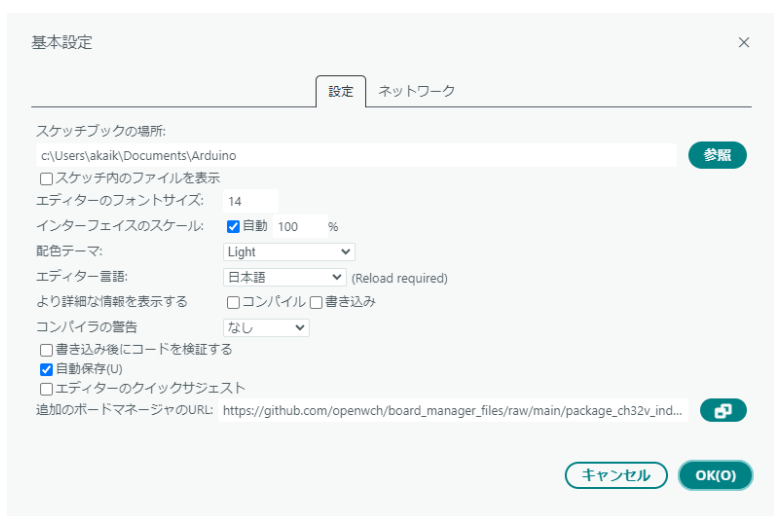 基本設定
設定 ネットワーク
スケッチブックの場所:
c:\Users\akaik\Documents\Arduino 参照
スケッチ内のファイルを表示
エディターのフォントサイズ: 14
インターフェイスのスケール: 自動 100 %
配色テーマ: Light
エディター言語: 日本語 (Reload required)
より詳細な情報を表示する コンパイル 書き込み
コンパイラの警告 なし
書き込み後にコードを検証する
自動保存(U)
エディターのクイックサジェスト
追加のボードマネージャのURL: https://github.com/openwch/board_manager_files/raw/main/package_ch32v_ind...
キャンセル OK(O)